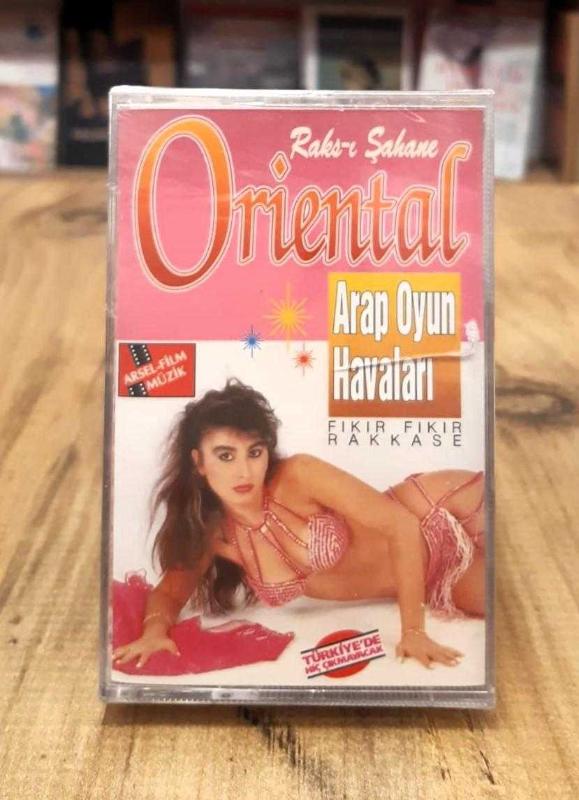 Raks-ı Şahane
Oriental
Arap Oyun
Havaları
FIKIR FIKIR
RAKKASE
ARSEL-FİLM
MÜZİK
TÜRKİYE'DE
HİÇ ÇIKMAYACAK